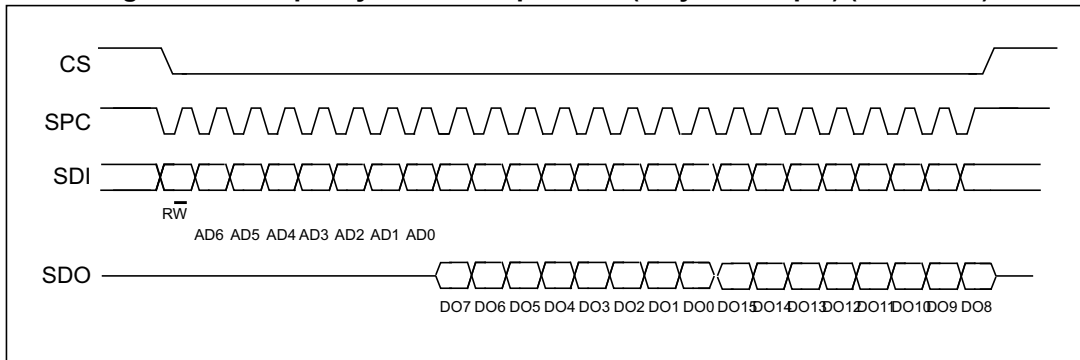 CS
SPC
SDI
RW
AD6 AD5 AD4 AD3 AD2 AD1 AD0
SDO
DO7 DO6 DO5 DO4 DO3 DO2 DO1 DO0 DO15 DO14 DO13 DO12 DO11 DO10 DO9 DO8